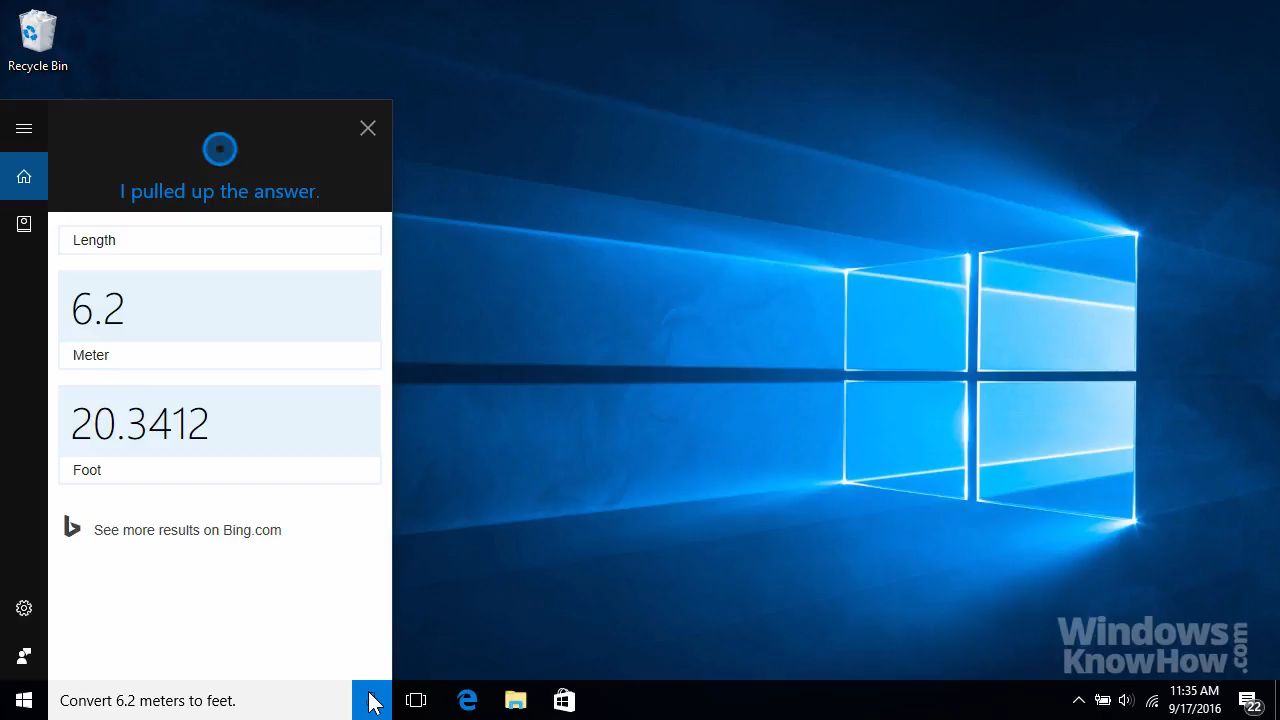 Recycle Bin
I pulled up the answer.
Length
6.2
Meter
20.3412
Foot
See more results on Bing.com
Convert 6.2 meters to feet.
Windows
KnowHow.com
11:35 AM
9/17/2016
22